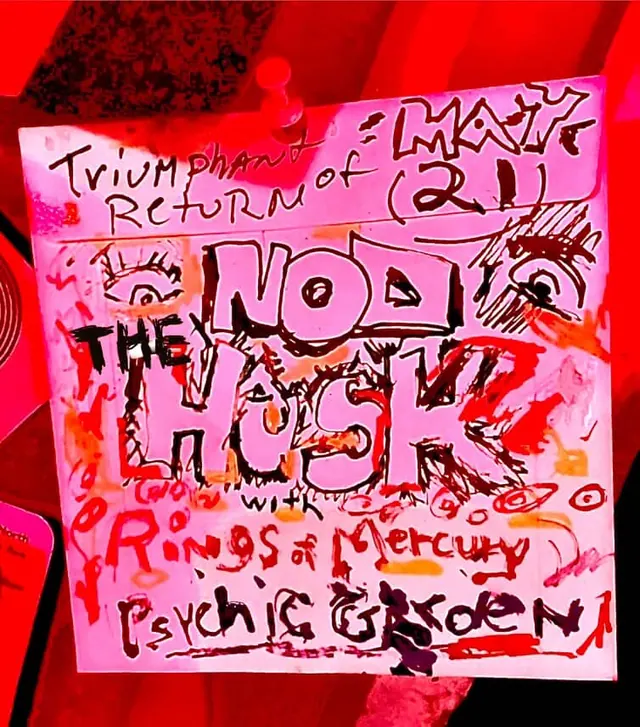 Triumphant : MAY
Return of (21)
NOD
THE
HUSK
with
Rings of Mercury
Psychic Garden